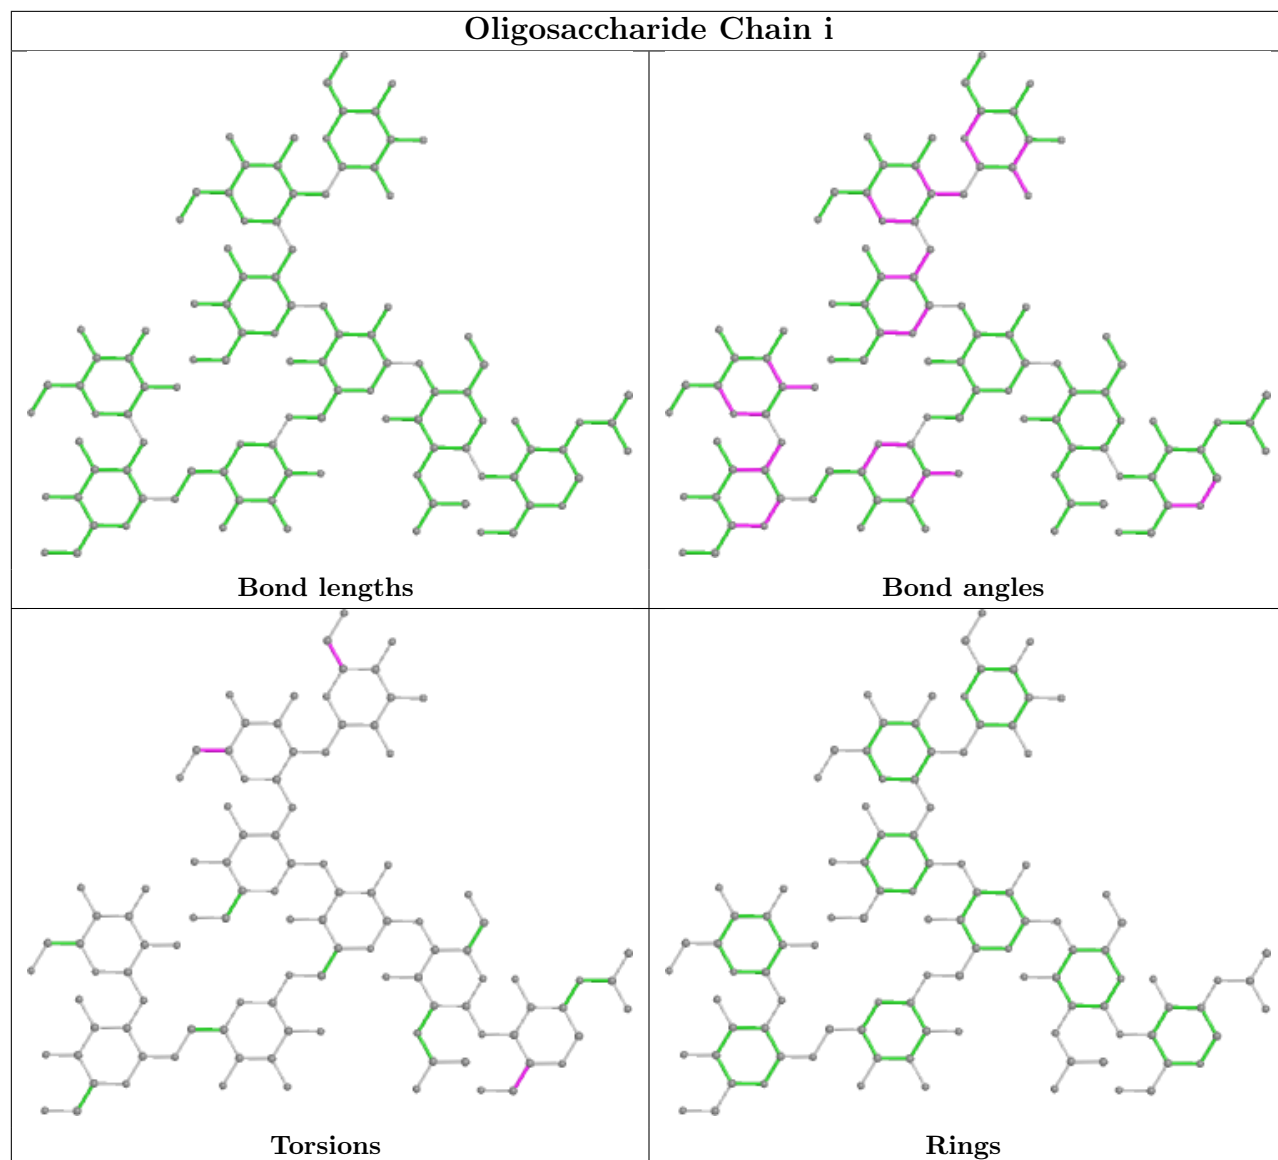 Oligosaccharide Chain i
Bond lengths
Bond angles
Torsions
Rings